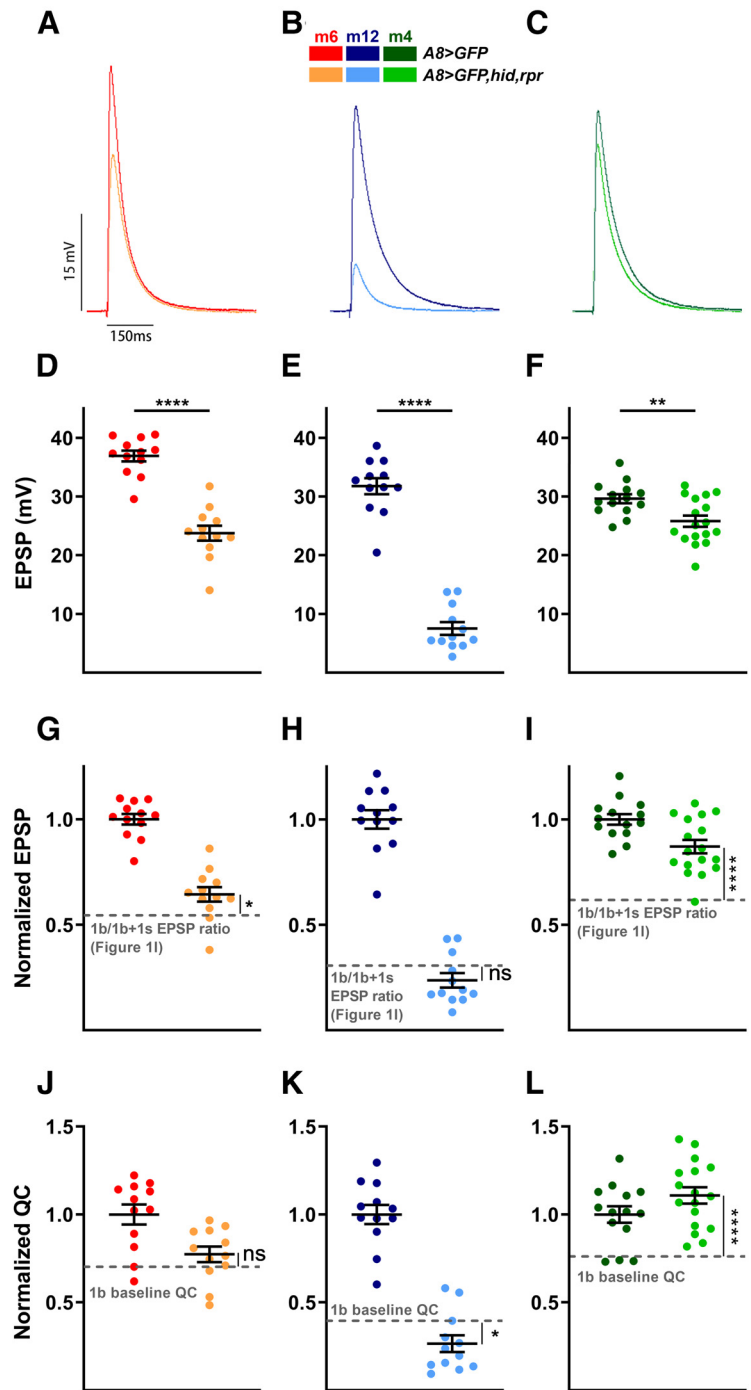 A
B
C
m6 m12 m4
A8>GFP
A8>GFP,hid,rpr
15 mV
150ms
D
E
F
****
****
**
EPSP (mV)
40
30
20
10
40
30
20
10
40
30
20
10
G
H
I
Normalized EPSP
1.0
0.5
*
1b/1b+1s EPSP ratio
(Figure 1I)
1.0
0.5
ns
1b/1b+1s
EPSP ratio
(Figure 1I)
1.0
0.5
****
1b/1b+1s EPSP ratio
(Figure 1I)
J
K
L
Normalized QC
1.5
1.0
0.5
ns
1b baseline QC
1.5
1.0
0.5
1b baseline QC
*
1.5
1.0
0.5
****
1b baseline QC